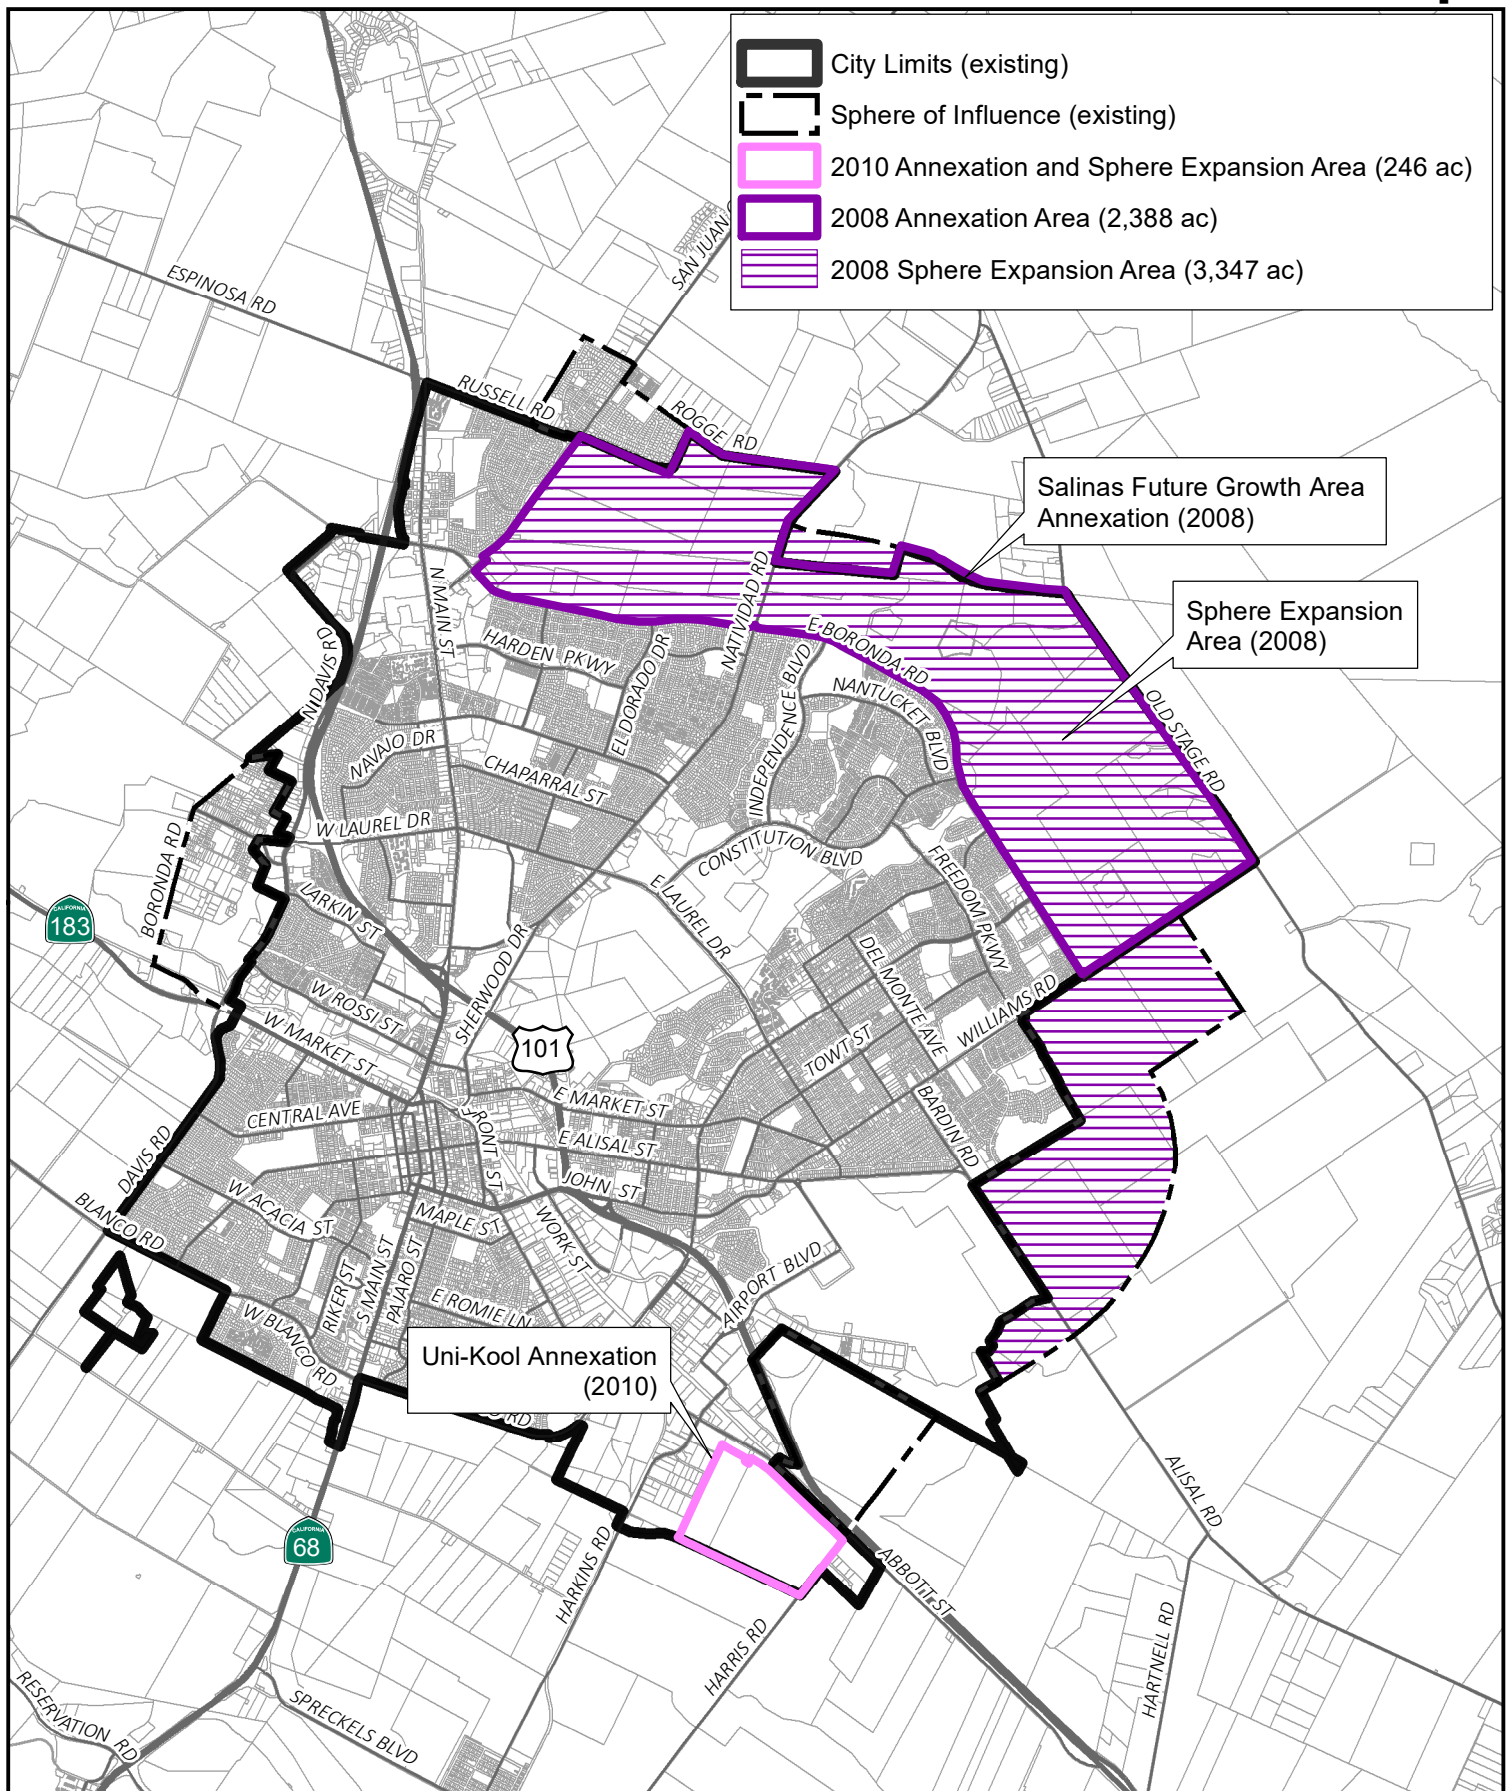 City Limits (existing)
Sphere of Influence (existing)
2010 Annexation and Sphere Expansion Area (246 ac)
2008 Annexation Area (2,388 ac)
2008 Sphere Expansion Area (3,347 ac)
SAN JUAN
ESPINOSA RD
RUSSELL RD
ROGGE RD
Salinas Future Growth Area
Annexation (2008)
Sphere Expansion
Area (2008)
N MAIN ST
NATIVIDAD RD
N DAVIS RD
HARDEN PKWY
EL DORADO DR
E BORONDA RD
INDEPENDENCE BLVD
NANTUCKET BLVD
OLD STAGE RD
NAVAJO DR
CHAPARRAL ST
W LAUREL DR
BORONDA RD
CONSTITUTION BLVD
FREEDOM PKWY
E LAUREL DR
CALIFORNIA
183
LARKIN ST
SHERWOOD DR
DEL MONTE AVE
W ROSSI ST
W MARKET ST
101
WILLIAMS RD
TOWT ST
E MARKET ST
BARDIN RD
CENTRAL AVE
FRONT ST
E ALISAL ST
DAVIS RD
JOHN ST
BLANCO RD
W ACACIA ST
MAPLE ST
WORK ST
RIKER ST
S MAIN ST
PAJARO ST
AIRPORT BLVD
E ROMIE LN
W BLANCO RD
Uni-Kool Annexation
(2010)
RD
ALISAL RD
CALIFORNIA
68
HARKINS RD
ABBOTT ST
HARRIS RD
HARTNELL RD
RESERVATION RD
SPRECKELS BLVD